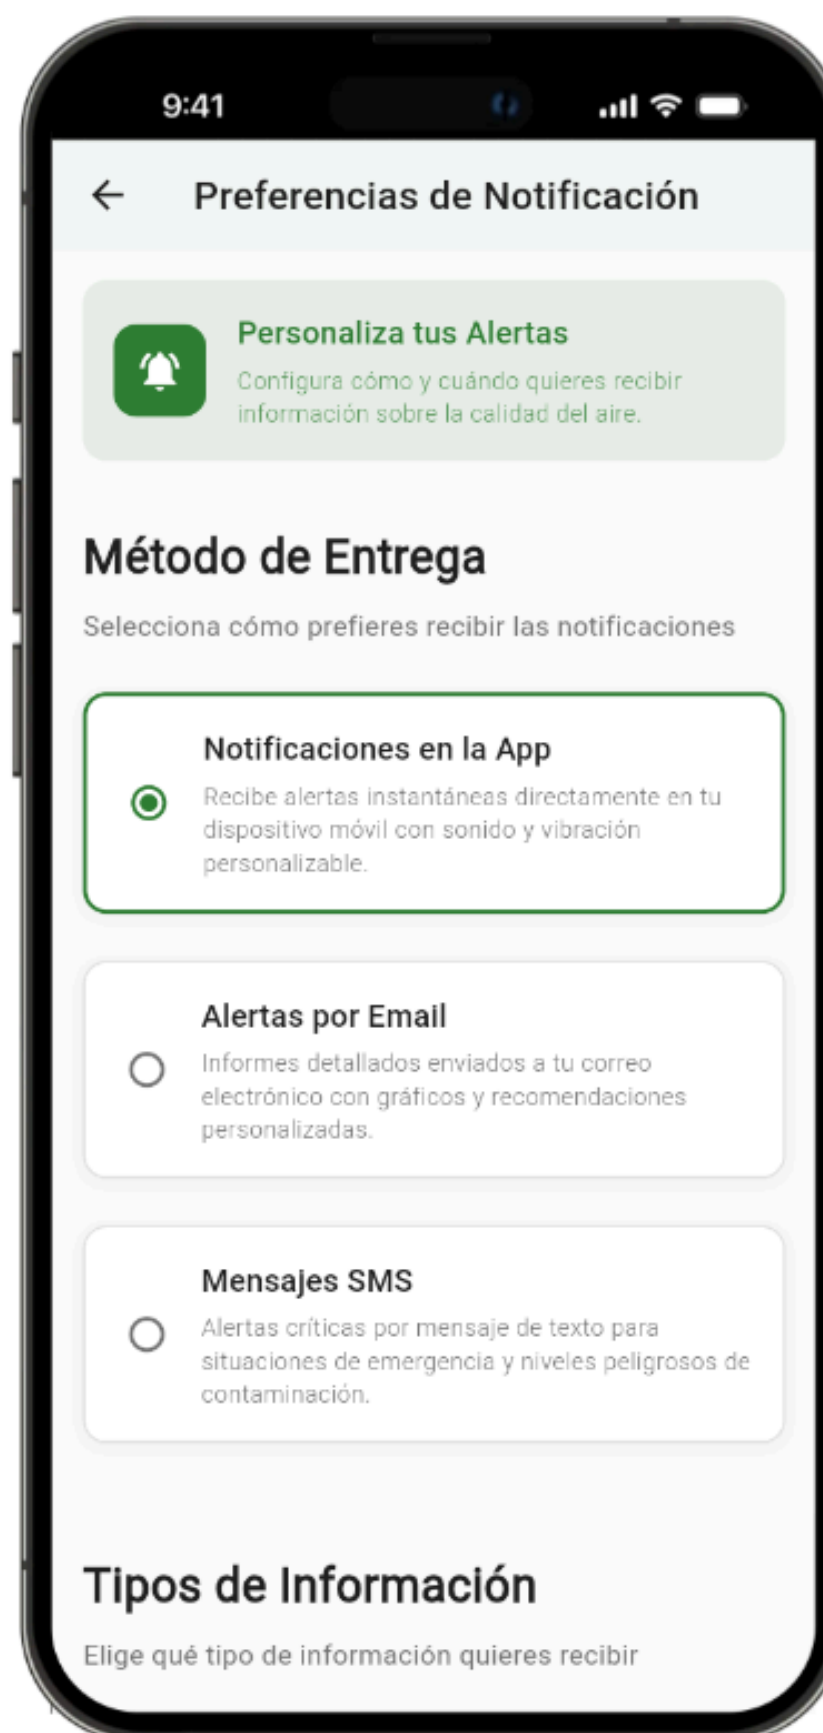 9:41
Preferencias de Notificación
Personaliza tus Alertas
Configura cómo y cuándo quieres recibir
información sobre la calidad del aire.
Método de Entrega
Selecciona cómo prefieres recibir las notificaciones
Notificaciones en la App
Recibe alertas instantáneas directamente en tu
dispositivo móvil con sonido y vibración
personalizable.
Alertas por Email
Informes detallados enviados a tu correo
electrónico con gráficos y recomendaciones
personalizadas.
Mensajes SMS
Alertas críticas por mensaje de texto para
situaciones de emergencia y niveles peligrosos de
contaminación.
Tipos de Información
Elige qué tipo de información quieres recibir